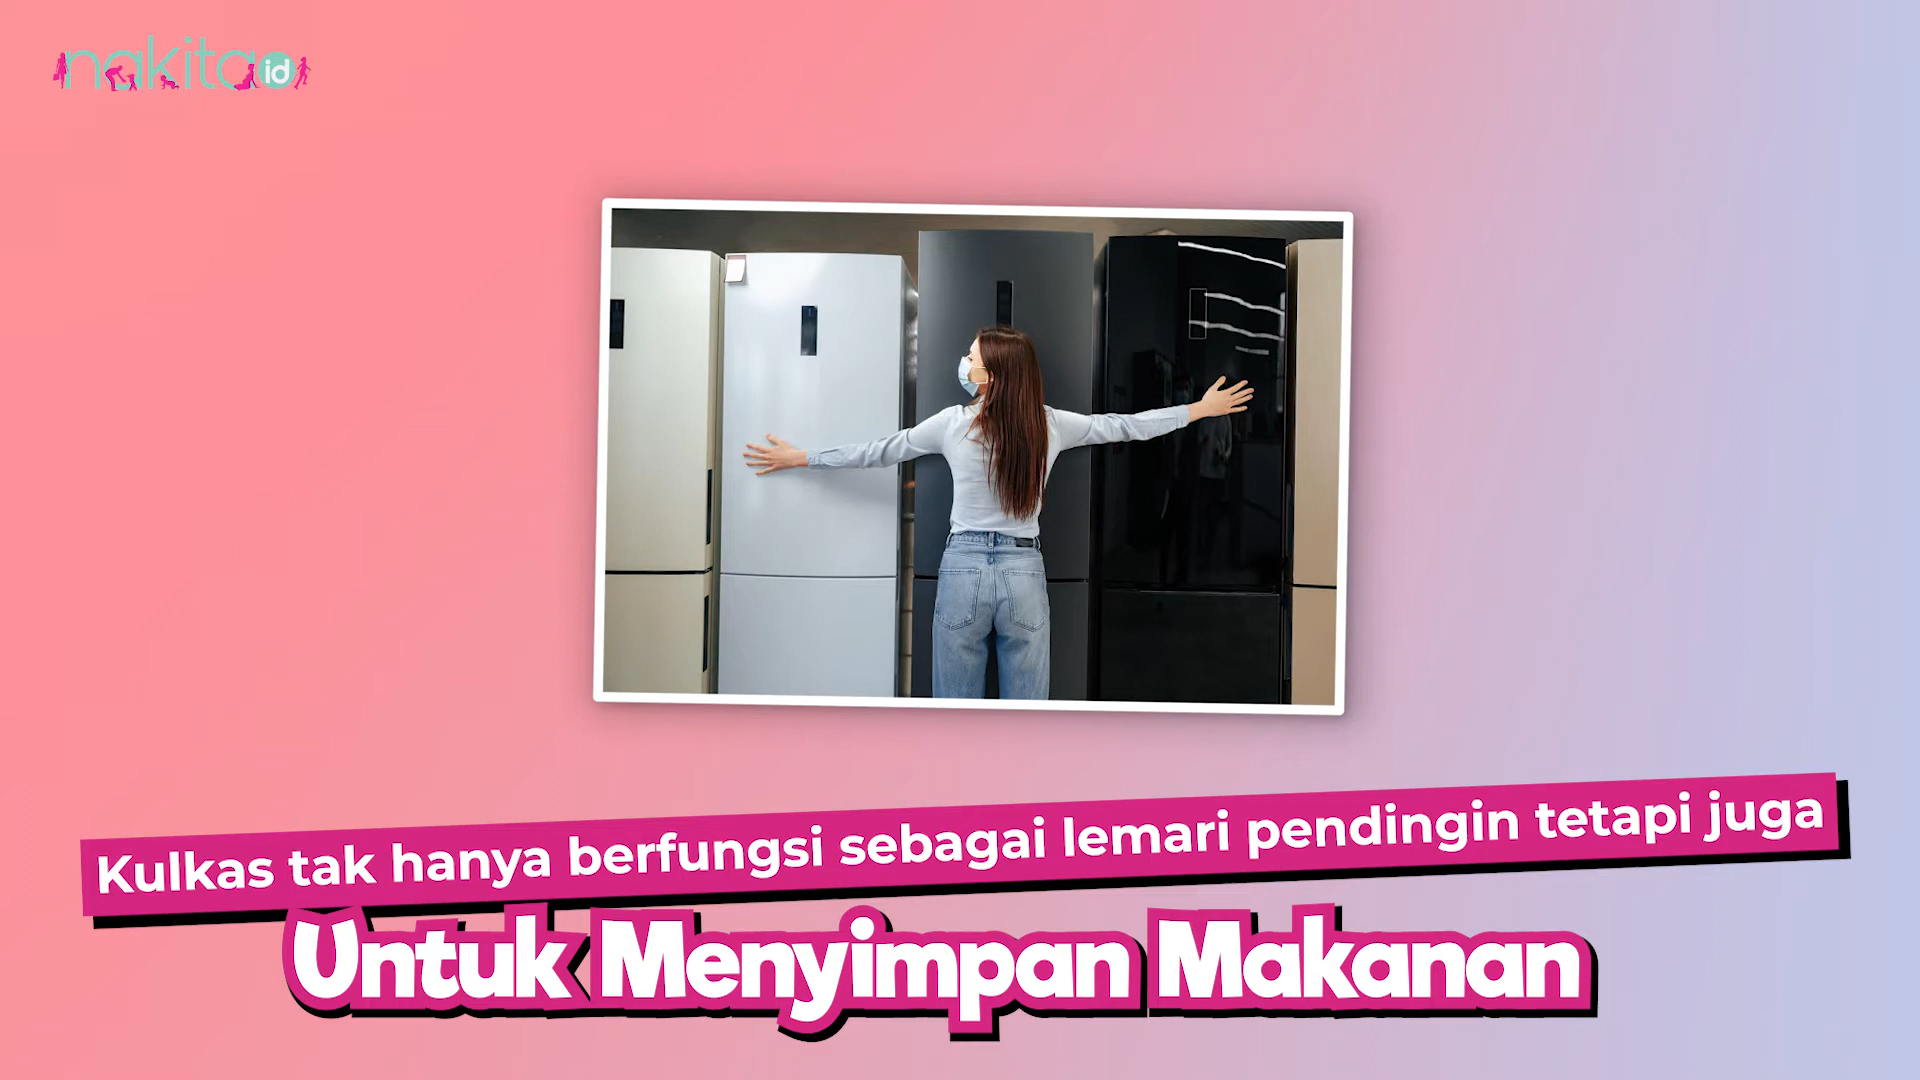 nakita id
Kulkas tak hanya berfungsi sebagai lemari pendingin tetapi juga
Untuk Menyimpan Makanan